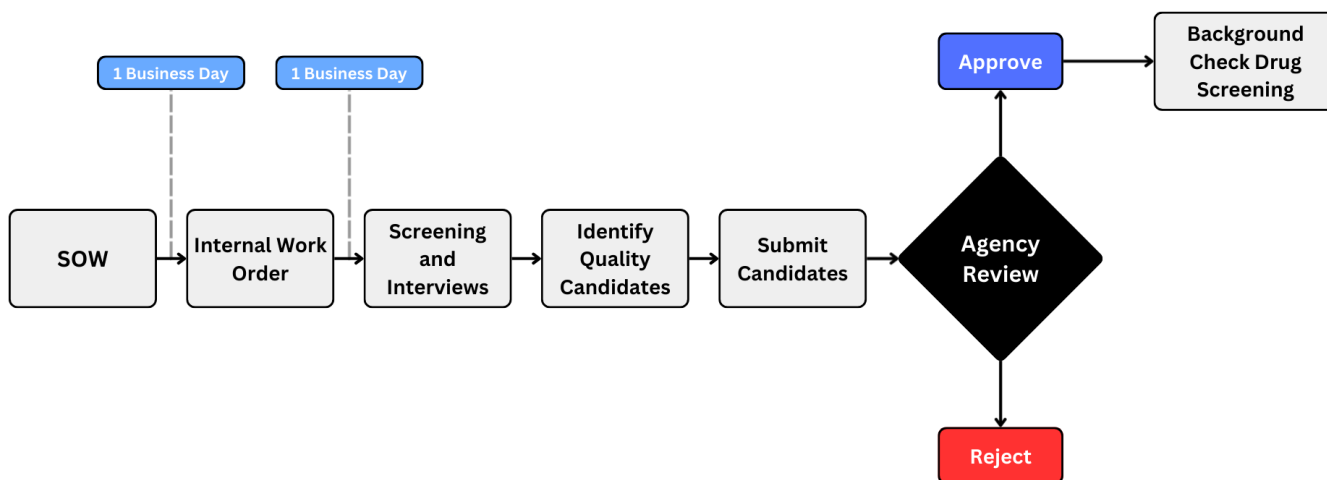 1 Business Day
1 Business Day
Approve
Background
Check Drug
Screening
SOW
Internal Work
Order
Screening
and
Interviews
Identify
Quality
Candidates
Submit
Candidates
Agency
Review
Reject